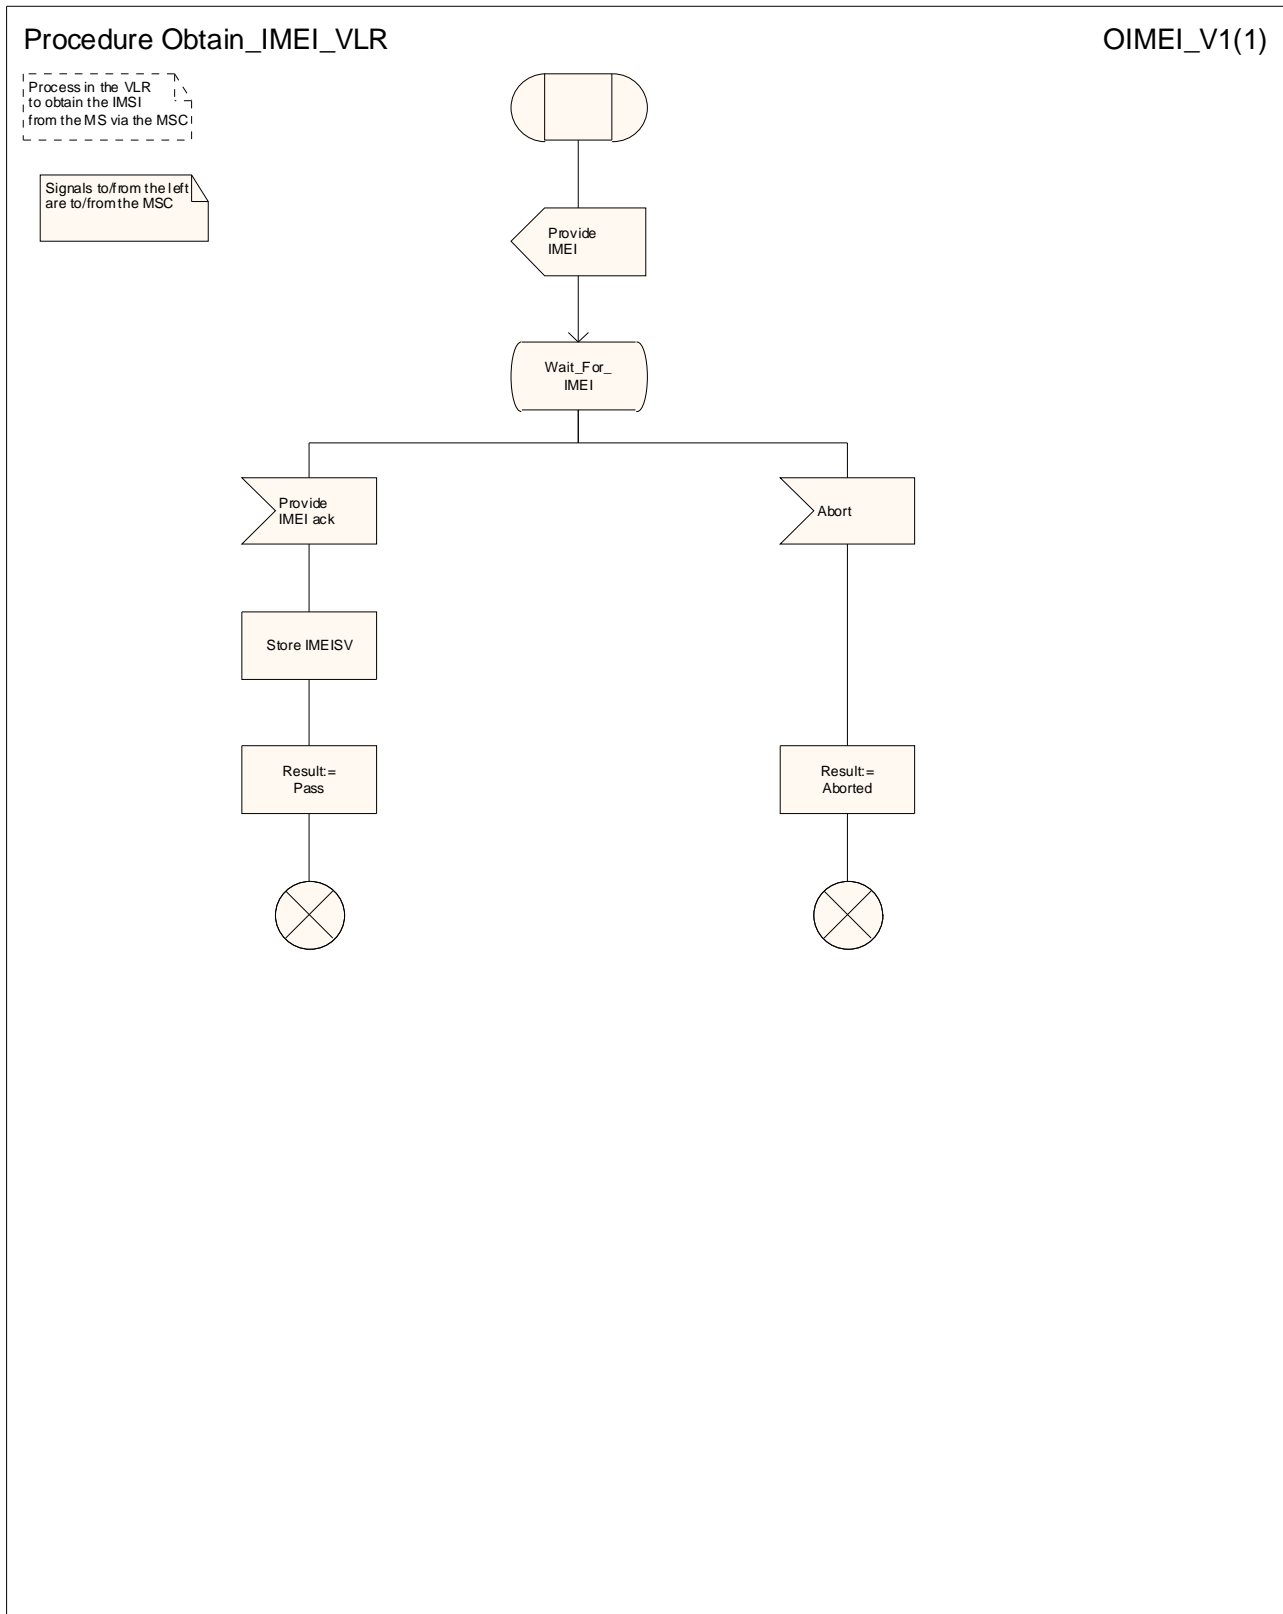 Procedure Obtain_IMEI_VLR
OIMEI_V1(1)
Process in the VLR
to obtain the IMSI
from the MS via the MSC
Signals to/from the left
are to/from the MSC
Provide
IMEI
Wait_For_
IMEI
Provide
IMEI ack
Abort
Store IMEISV
Result:=
Pass
Result:=
Aborted